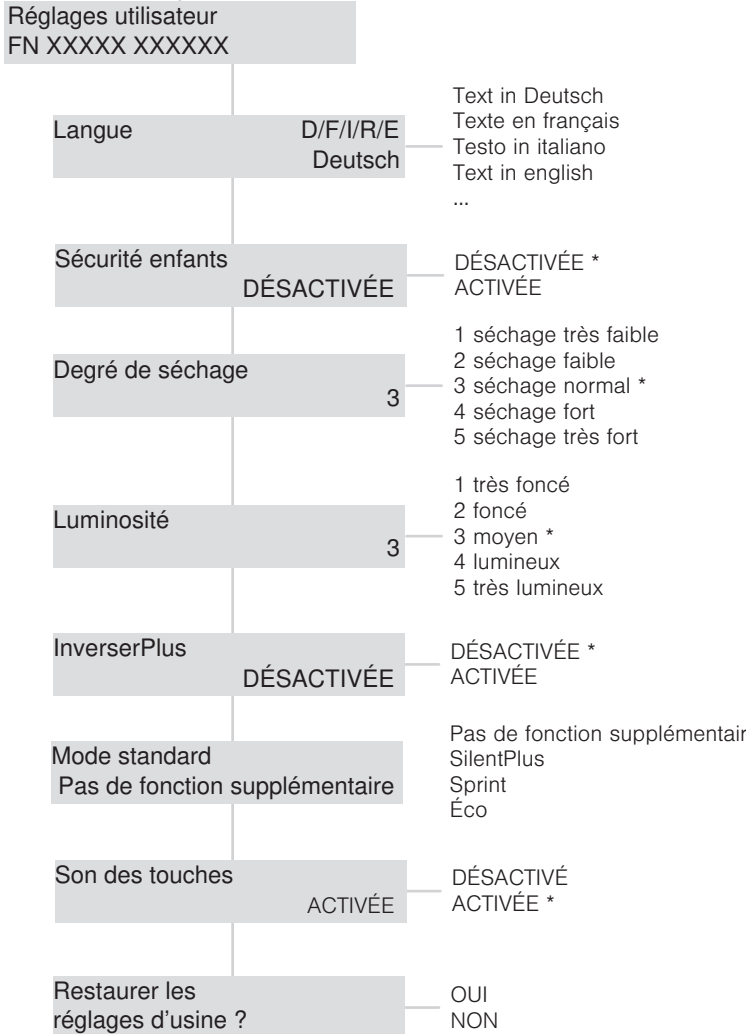 Réglages utilisateur
FN XXXXX XXXXXX
Langue D/F/I/R/E
Deutsch
Text in Deutsch
Texte en français
Testo in italiano
Text in english
...
Sécurité enfants
DÉSACTIVÉE
DÉSACTIVÉE *
ACTIVÉE
Degré de séchage
3
1 séchage très faible
2 séchage faible
3 séchage normal *
4 séchage fort
5 séchage très fort
Luminosité
3
1 très foncé
2 foncé
3 moyen *
4 lumineux
5 très lumineux
InverserPlus
DÉSACTIVÉE
DÉSACTIVÉE *
ACTIVÉE
Mode standard
Pas de fonction supplémentaire
Pas de fonction supplémentair
SilentPlus
Sprint
Éco
Son des touches
ACTIVÉE
DÉSACTIVÉ
ACTIVÉE *
Restaurer les
réglages d'usine ?
OUI
NON